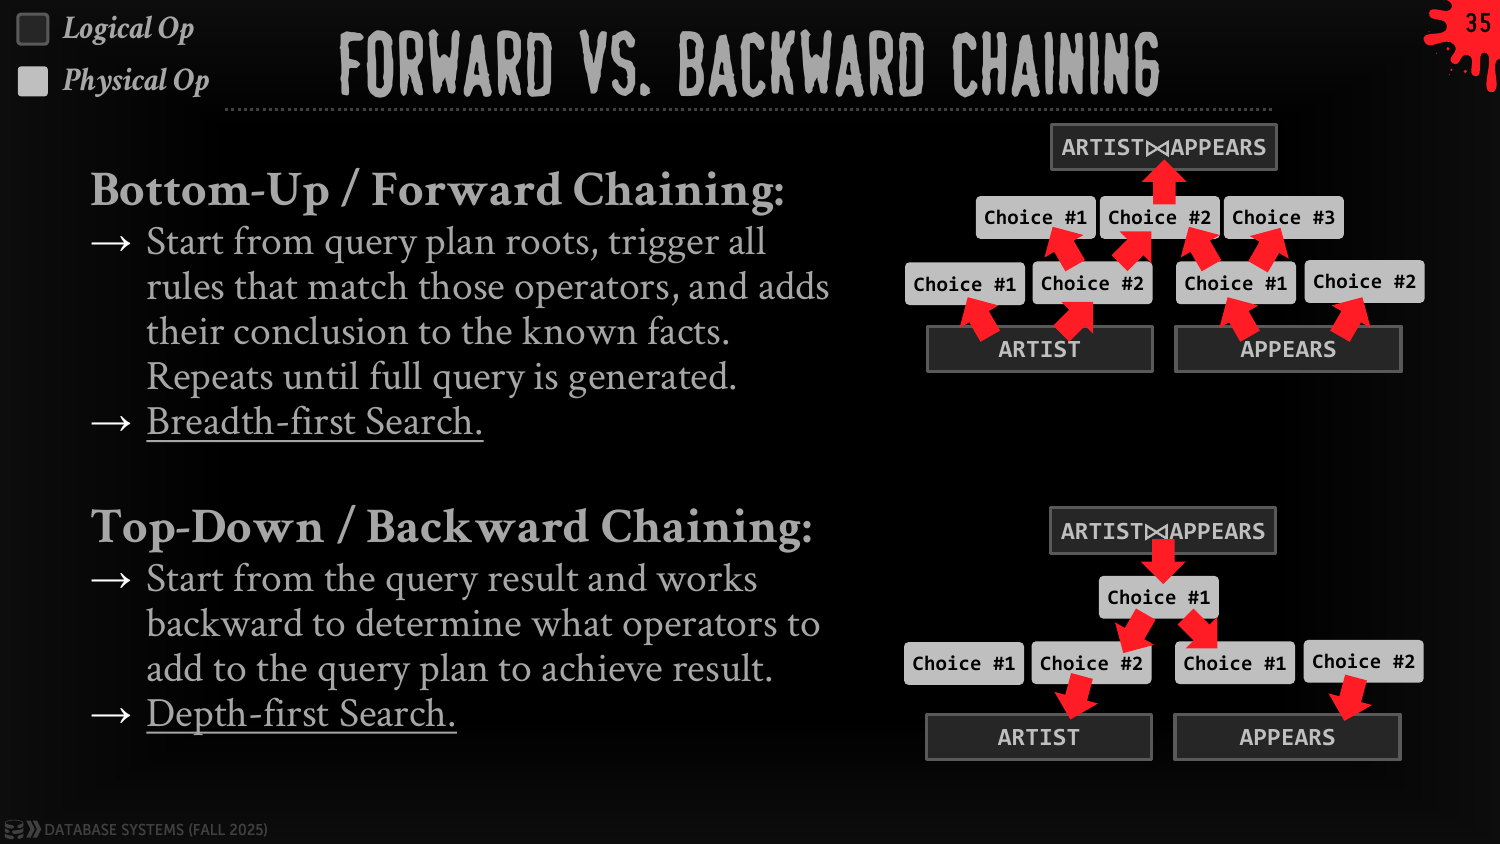 Logical Op
Physical Op
FORWARD VS. BACKWARD CHAINING
35
Bottom-Up / Forward Chaining:
→ Start from query plan roots, trigger all
rules that match those operators, and adds
their conclusion to the known facts.
Repeats until full query is generated.
→ Breadth-first Search.
ARTIST⋈APPEARS
Choice #1 Choice #2 Choice #3
Choice #1 Choice #2 Choice #1 Choice #2
ARTIST APPEARS
Top-Down / Backward Chaining:
→ Start from the query result and works
backward to determine what operators to
add to the query plan to achieve result.
→ Depth-first Search.
ARTIST⋈APPEARS
Choice #1
Choice #1 Choice #2 Choice #1 Choice #2
ARTIST APPEARS
DATABASE SYSTEMS (FALL 2025)